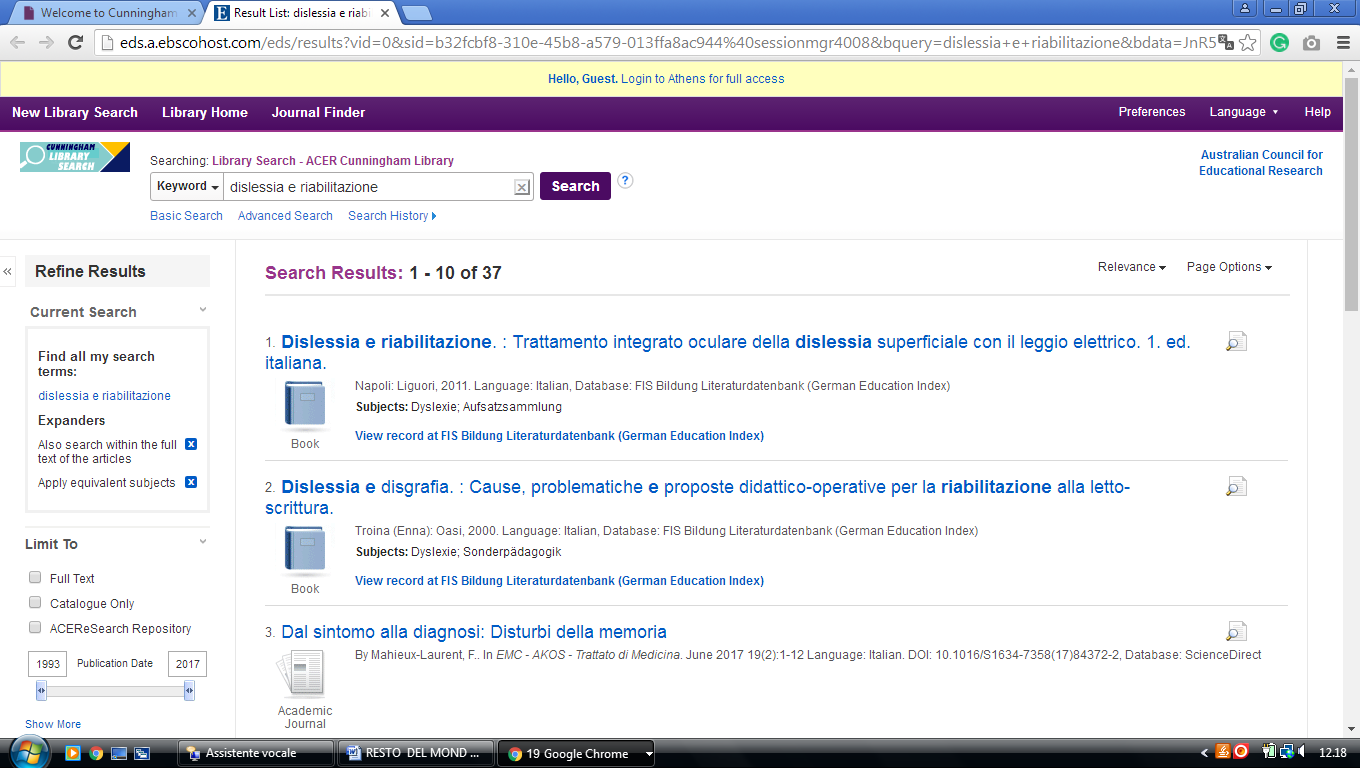 Welcome to Cunningham
Result List: dislessia e riabi
eds.a.ebscohost.com/eds/results?vid=0&sid=b32fcbf8-310e-45b8-a579-013ffa8ac944%40sessionmgr4008&bquery=dislessia+e+riabilitazione&bdata=JnR5
Hello, Guest. Login to Athens for full access
New Library Search Library Home Journal Finder Preferences Language Help
CUNNINGHAM
LIBRARY
SEARCH
Searching: Library Search - ACER Cunningham Library
Australian Council for
Educational Research
Keyword dislessia e riabilitazione Search ?
Basic Search Advanced Search Search History
«
Refine Results
Current Search
Find all my search
terms:
dislessia e riabilitazione
Expanders
Also search within the full
text of the articles
Apply equivalent subjects
Limit To
Full Text
Catalogue Only
ACEReSearch Repository
1993 Publication Date 2017
Show More
Search Results: 1 - 10 of 37 Relevance Page Options
1. Dislessia e riabilitazione. : Trattamento integrato oculare della dislessia superficiale con il leggio elettrico. 1. ed.
italiana.
Napoli: Liguori, 2011. Language: Italian, Database: FIS Bildung Literaturdatenbank (German Education Index)
Subjects: Dyslexie; Aufsatzsammlung
View record at FIS Bildung Literaturdatenbank (German Education Index)
Book
2. Dislessia e disgrafia. : Cause, problematiche e proposte didattico-operative per la riabilitazione alla letto-
scrittura.
Troina (Enna): Oasi, 2000. Language: Italian, Database: FIS Bildung Literaturdatenbank (German Education Index)
Subjects: Dyslexie; Sonderpädagogik
View record at FIS Bildung Literaturdatenbank (German Education Index)
Book
3. Dal sintomo alla diagnosi: Disturbi della memoria
By Mahieux-Laurent, F.. In EMC - AKOS - Trattato di Medicina. June 2017 19(2):1-12 Language: Italian. DOI: 10.1016/S1634-7358(17)84372-2, Database: ScienceDirect
Academic
Journal
Assistente vocale
RESTO DEL MOND ...
19 Google Chrome
12.18